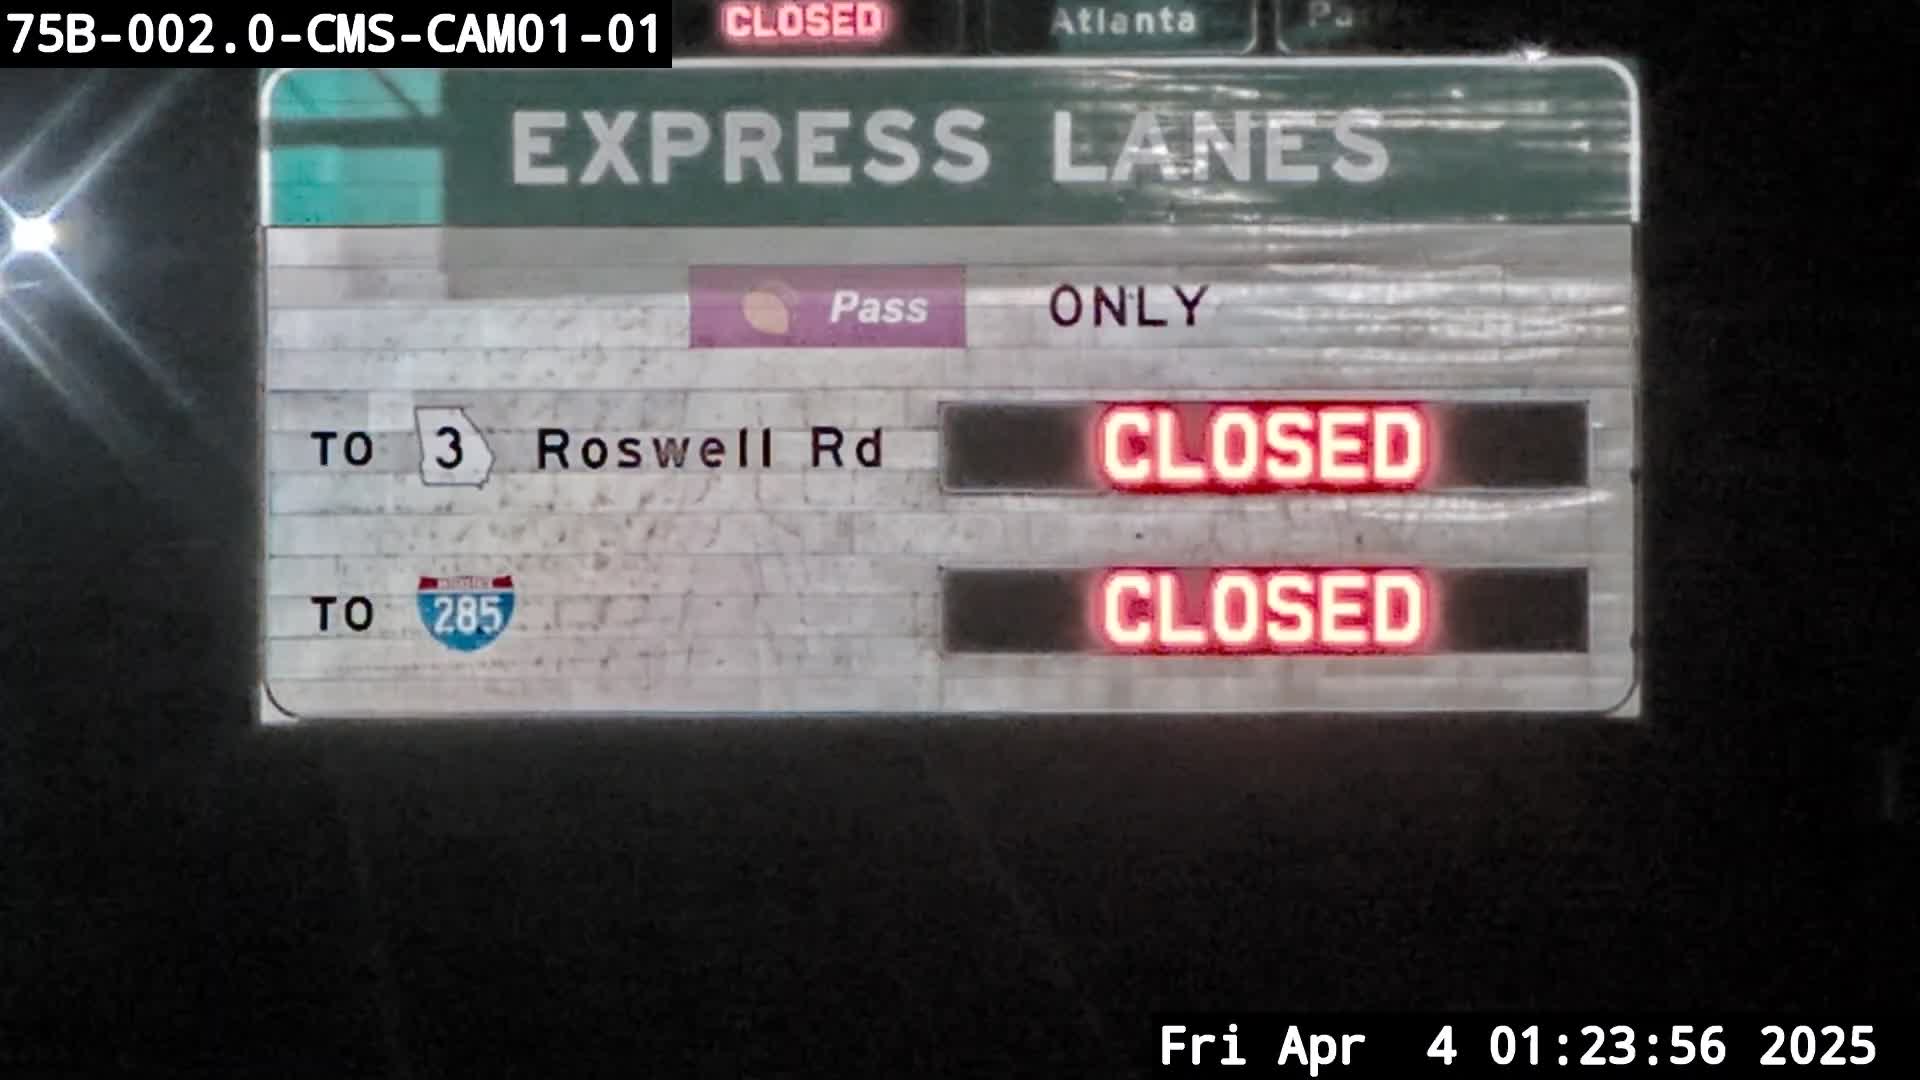 75B-002.0-CMS-CAM01-01
CLOSED
Atlanta
EXPRESS LANES
Pass ONLY
TO 3 Roswell Rd CLOSED
TO 285 CLOSED
Fri Apr 4 01:23:56 2025